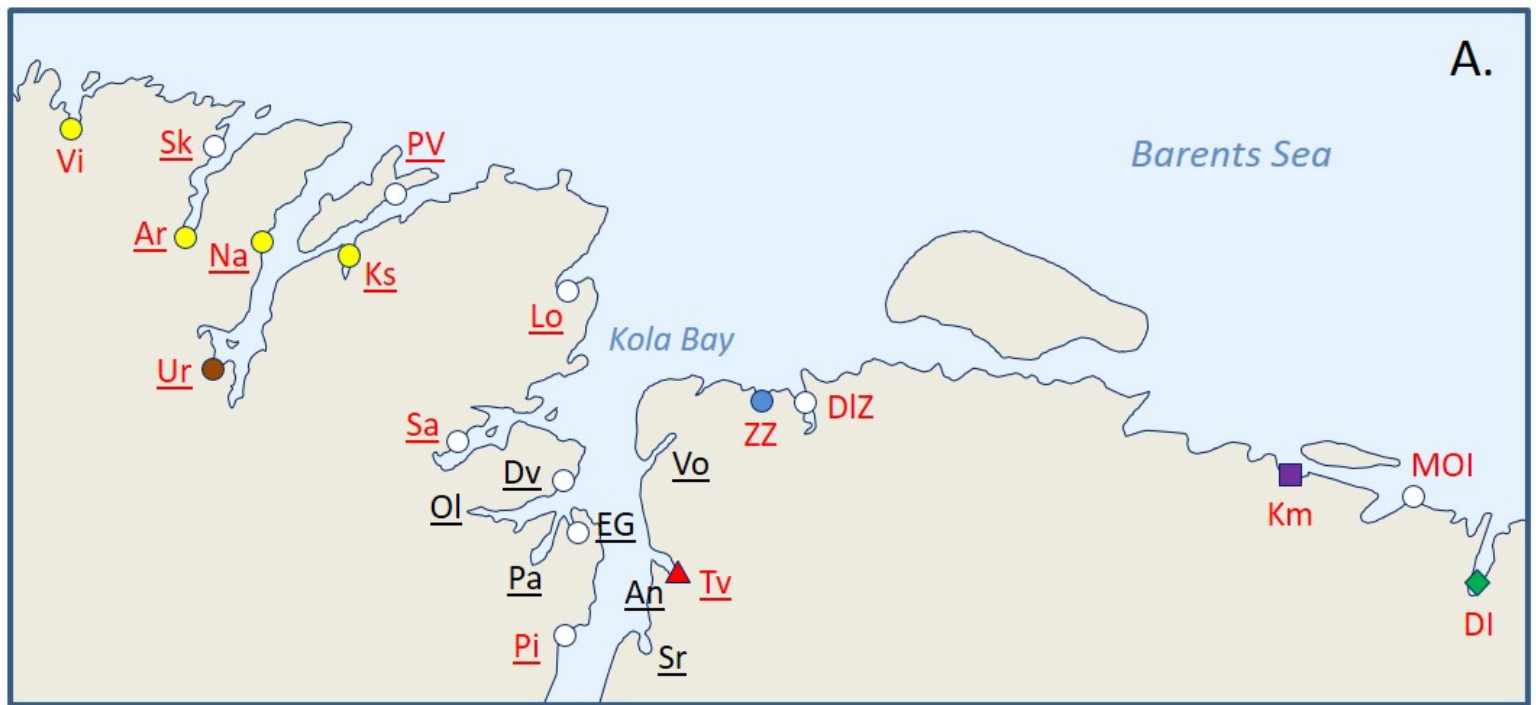 A.
Barents Sea
Sk
PV
Vi
Ar
Na
Ks
Lo
Kola Bay
Ur
Sa
ZZ
DlZ
Vo
Dv
Ol
EG
MOI
Km
Pa
An
Tv
Dl
Pi
Sr